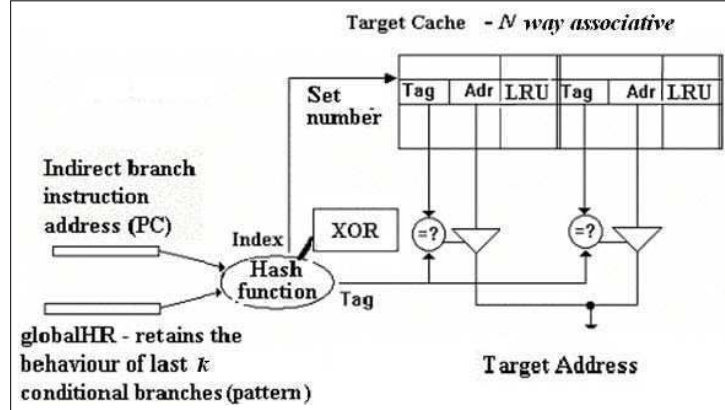 Target Cache - N way associative
Tag Adr LRU Tag Adr LRU
Set
number
Indirect branch
instruction
address (PC)
Index
XOR
=?
=?
Hash
function
Tag
globalHR - retains the
behaviour of last k
conditional branches (pattern)
Target Address